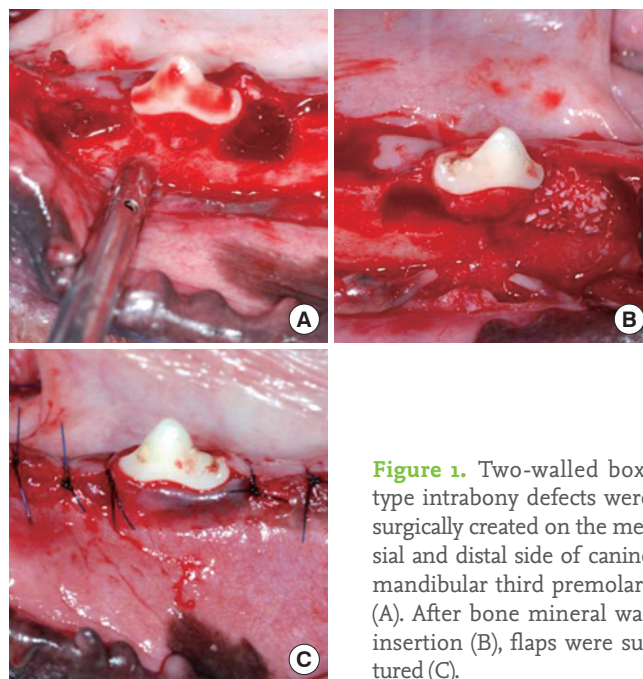 A
B
C
Figure 1. Two-walled box-
type intrabony defects were
surgically created on the me-
sial and distal side of canine
mandibular third premolar
(A). After bone mineral was
insertion (B), flaps were su-
tured (C).